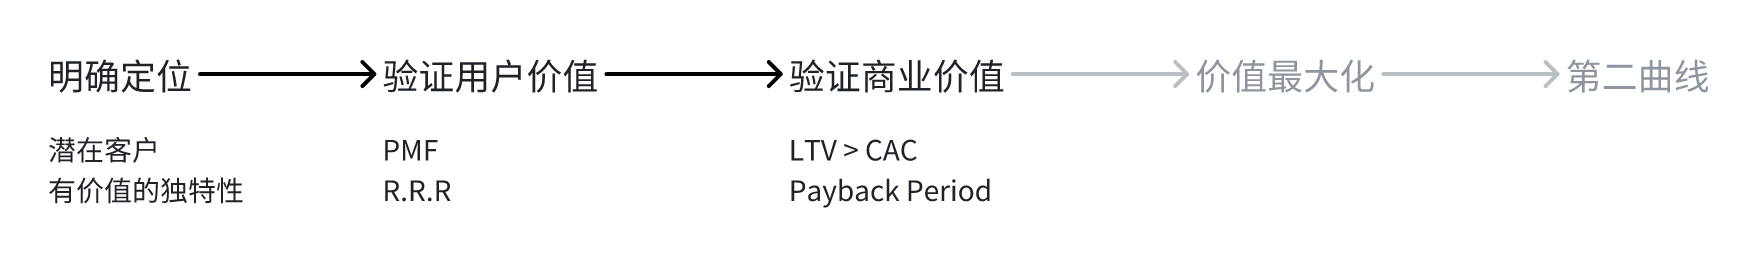 明确定位 验证用户价值 验证商业价值 价值最大化 第二曲线
潜在客户 PMF LTV > CAC
有价值的独特性 R.R.R Payback Period